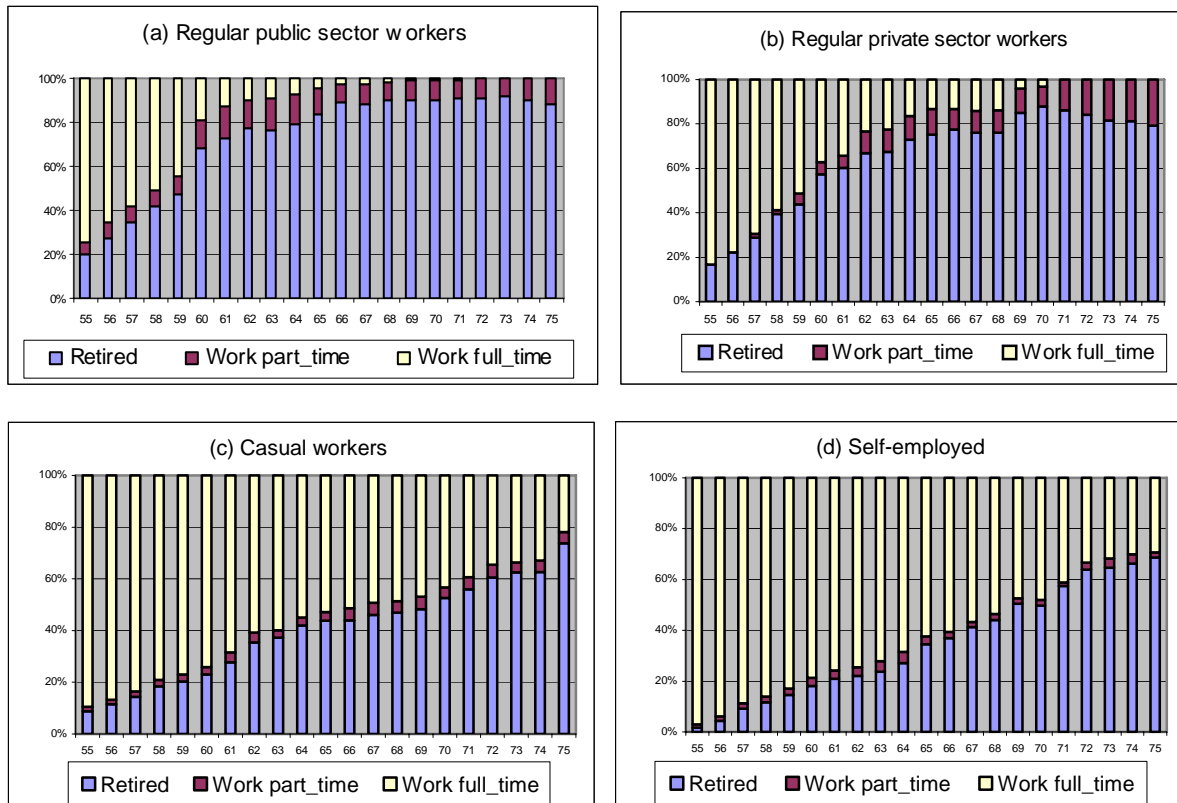 (a) Regular public sector workers
100%
80%
60%
40%
20%
0%
55 56 57 58 59 60 61 62 63 64 65 66 67 68 69 70 71 72 73 74 75
Retired Work part_time Work full_time
(b) Regular private sector workers
100%
80%
60%
40%
20%
0%
55 56 57 58 59 60 61 62 63 64 65 66 67 68 69 70 71 72 73 74 75
Retired Work part_time Work full_time
(c) Casual workers
100%
80%
60%
40%
20%
0%
55 56 57 58 59 60 61 62 63 64 65 66 67 68 69 70 71 72 73 74 75
Retired Work part_time Work full_time
(d) Self-employed
100%
80%
60%
40%
20%
0%
55 56 57 58 59 60 61 62 63 64 65 66 67 68 69 70 71 72 73 74 75
Retired Work part_time Work full_time